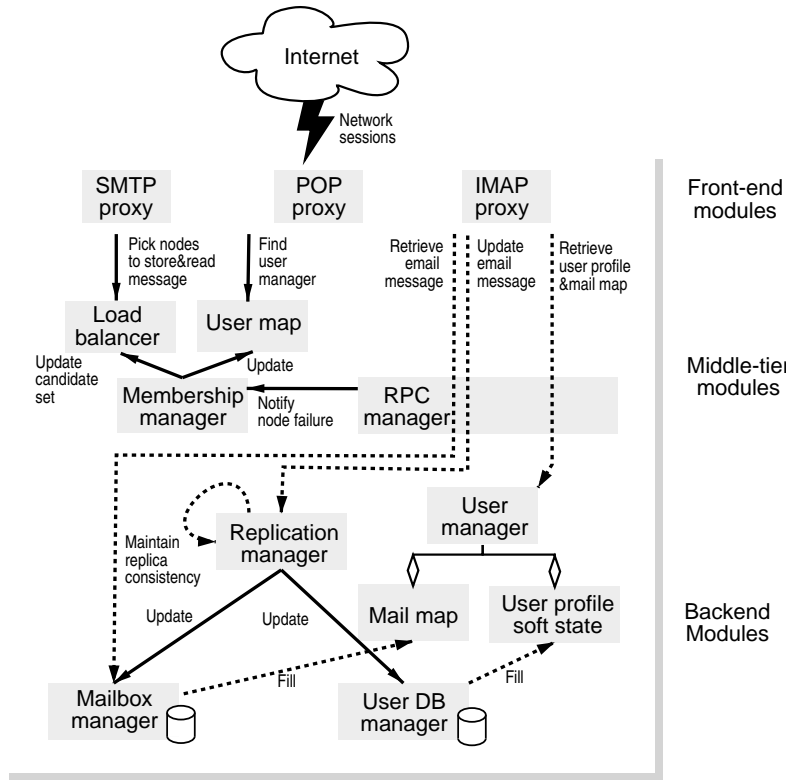 Internet
Network
sessions
SMTP
proxy
POP
proxy
IMAP
proxy
Front-end
modules
Pick nodes
to store&read
message
Find
user
manager
Retrieve
email
message
Update
email
message
Retrieve
user profile
&mail map
Load
balancer
User map
Update
candidate
set
Update
Membership
manager
Notify
node failure
RPC
manager
Middle-tier
modules
User
manager
Replication
manager
Maintain
replica
consistency
Update
Update
Mail map
User profile
soft state
Backend
Modules
Fill
Fill
Mailbox
manager
User DB
manager